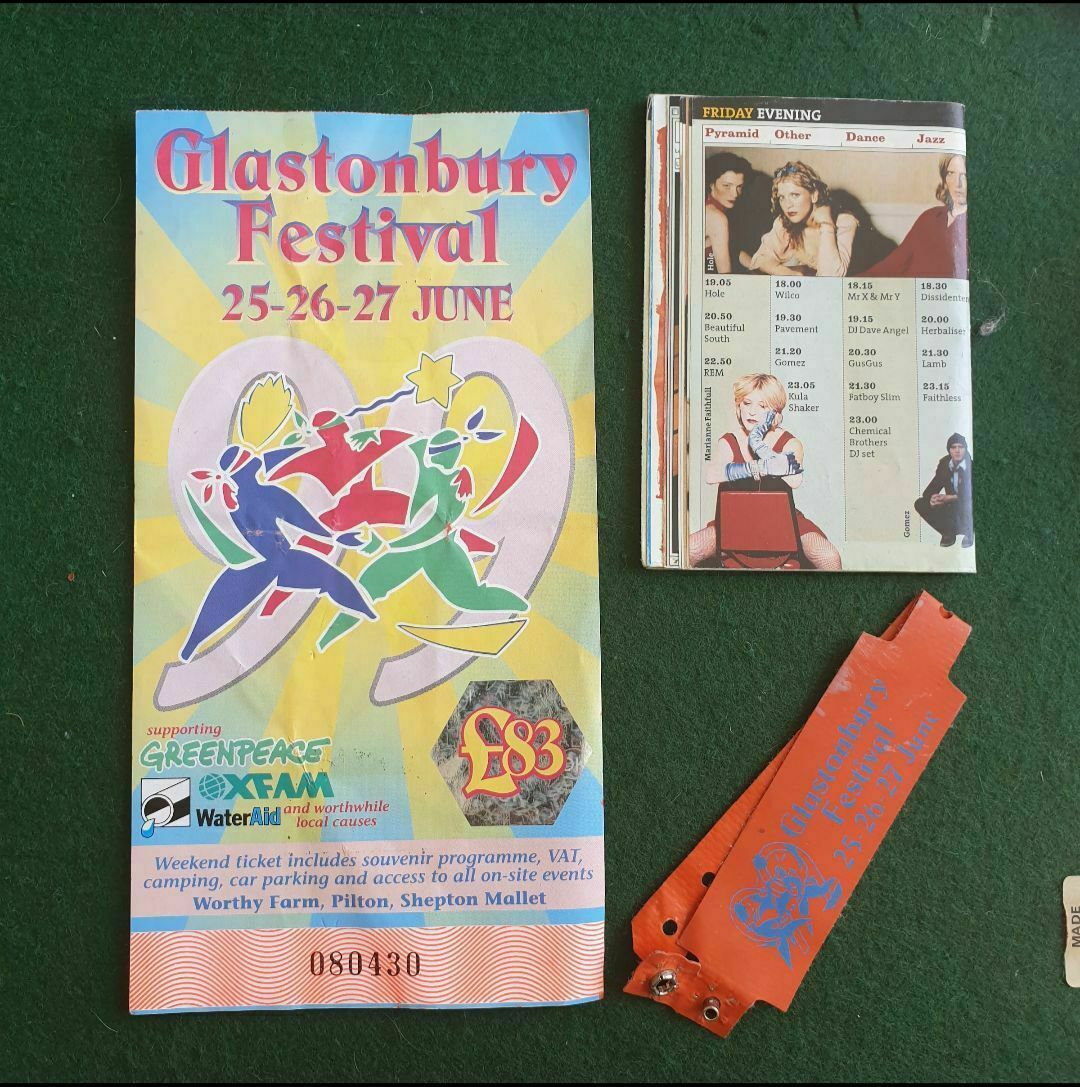 Glastonbury
Festival
25-26-27 JUNE
99
supporting
GREENPEACE
OXFAM
WaterAid and worthwhile
local causes
£83
Weekend ticket includes souvenir programme, VAT,
camping, car parking and access to all on-site events
Worthy Farm, Pilton, Shepton Mallet
080430
FRIDAY EVENING
Pyramid Other Dance Jazz
Hole
19.05
Hole
20.50
Beautiful
South
22.50
REM
18.00
Wilco
19.30
Pavement
21.20
Gomez
23.05
Kula
Shaker
18.15
Mr X & Mr Y
19.15
DJ Dave Angel
20.30
GusGus
21.30
Fatboy Slim
23.00
Chemical
Brothers
DJ set
18.30
Dissidenten
20.00
Herbaliser
21.30
Lamb
23.15
Faithless
Marianne Faithfull
Gomez
Glastonbury
Festival
25·26·27 June
MADE